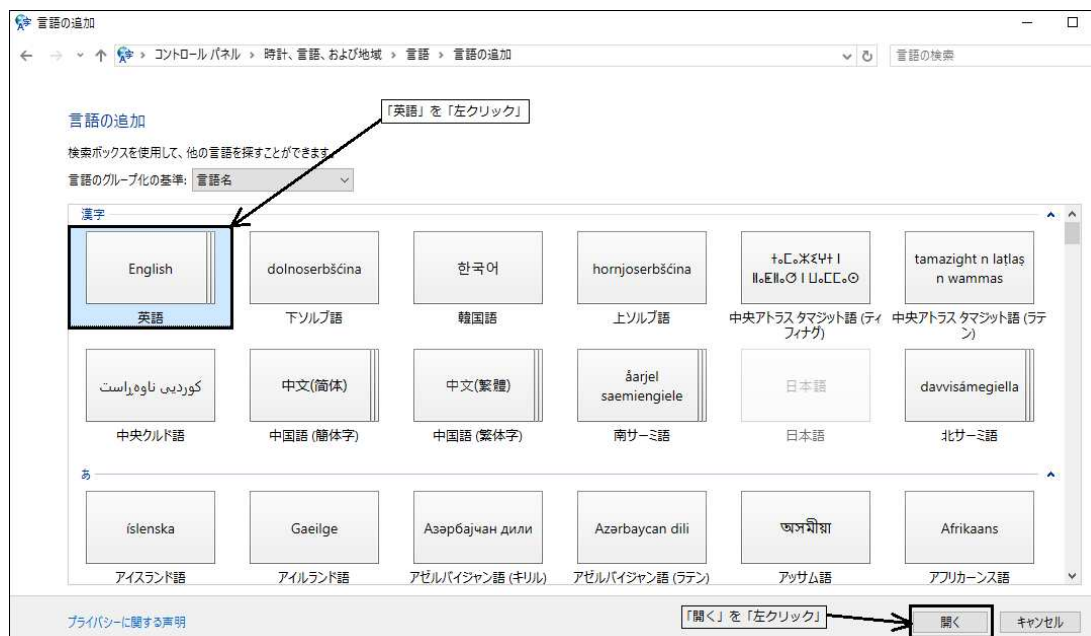 言語の追加
コントロール パネル › 時計、言語、および地域 › 言語 › 言語の追加
言語の検索
「英語」を「左クリック」
言語の追加
検索ボックスを使用して、他の言語を探すことができます。
言語のグループ化の基準: 言語名
漢字
English
dolnoserbšćina
한국어
hornjoserbšćina
ⵜⴰⵎⴰⵣⵉⵖⵜ ⵏ
ⵍⴰⵟⵍⴰⵚ ⵏ ⵡⴰⵎⵎⴰⵙ
tamazight n laṭlaṣ
n wammas
英語
下ソルブ語
韓国語
上ソルブ語
中央アトラス タマジット語 (ティ
フィナグ)
中央アトラス タマジット語 (ラテ
ン)
کوردیی ناوەڕاست
中文(简体)
中文(繁體)
åarjel
saemiengiele
日本語
davvisámegiella
中央クルド語
中国語 (簡体字)
中国語 (繁体字)
南サーミ語
日本語
北サーミ語
あ
íslenska
Gaeilge
Азәрбајҹан дили
Azərbaycan dili
অসমীয়া
Afrikaans
アイスランド語
アイルランド語
アゼルバイジャン語 (キリル)
アゼルバイジャン語 (ラテン)
アッサム語
アフリカーンス語
プライバシーに関する声明
「開く」を「左クリック」
開く
キャンセル